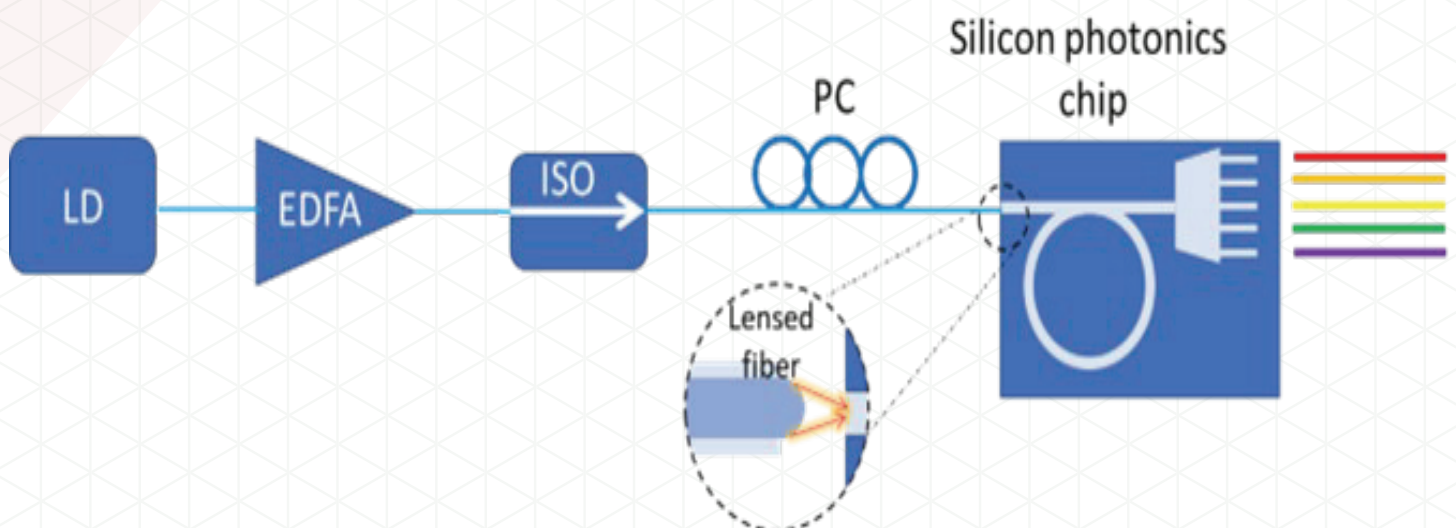 Silicon photonics
chip
PC
LD
EDFA
ISO
Lensed
fiber